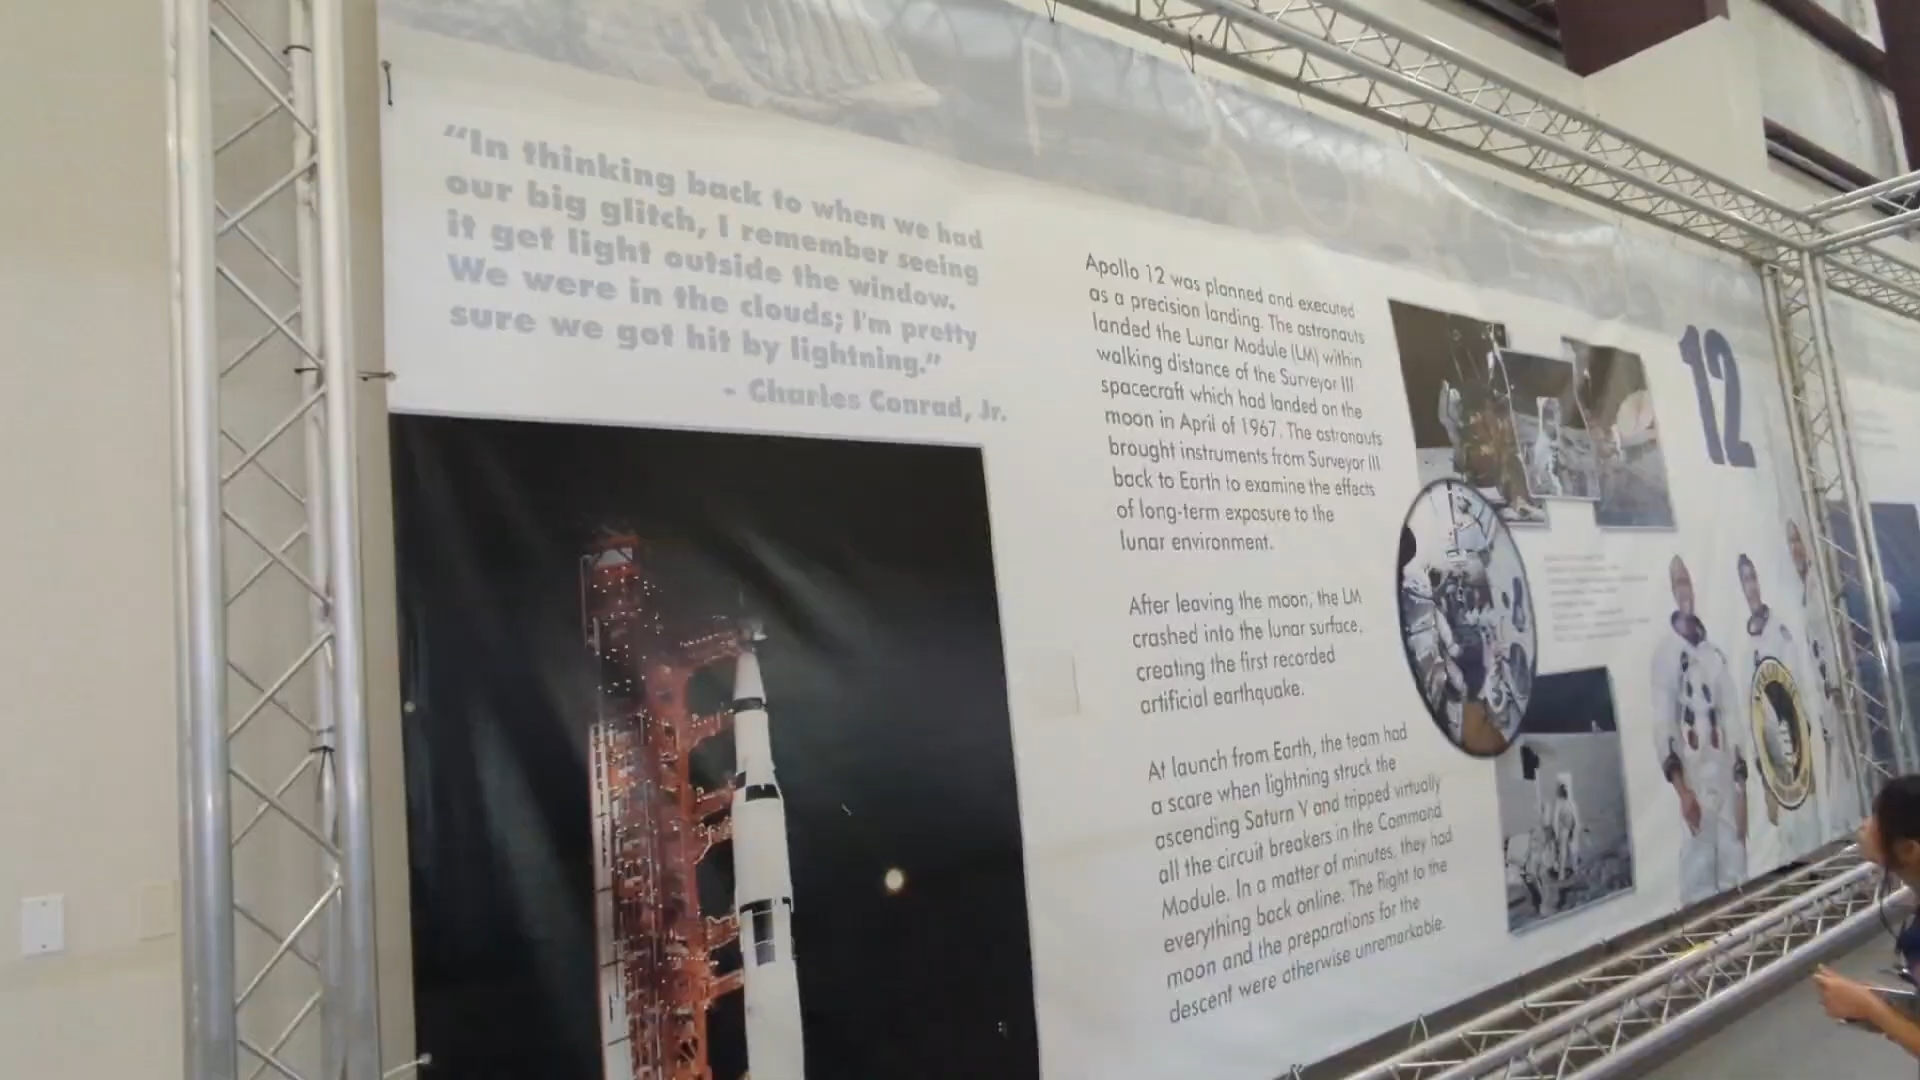 “In thinking back to when we had
our big glitch, I remember seeing
it get light outside the window.
We were in the clouds; I'm pretty
sure we got hit by lightning.”
- Charles Conrad, Jr.
Apollo 12 was planned and executed
as a precision landing. The astronauts
landed the Lunar Module (LM) within
walking distance of the Surveyor III
spacecraft which had landed on the
moon in April of 1967. The astronauts
brought instruments from Surveyor III
back to Earth to examine the effects
of long-term exposure to the
lunar environment.
After leaving the moon, the LM
crashed into the lunar surface,
creating the first recorded
artificial earthquake.
At launch from Earth, the team had
a scare when lightning struck the
ascending Saturn V and tripped virtually
all the circuit breakers in the Command
Module. In a matter of minutes, they had
everything back online. The flight to the
moon and the preparations for the
descent were otherwise unremarkable.
12